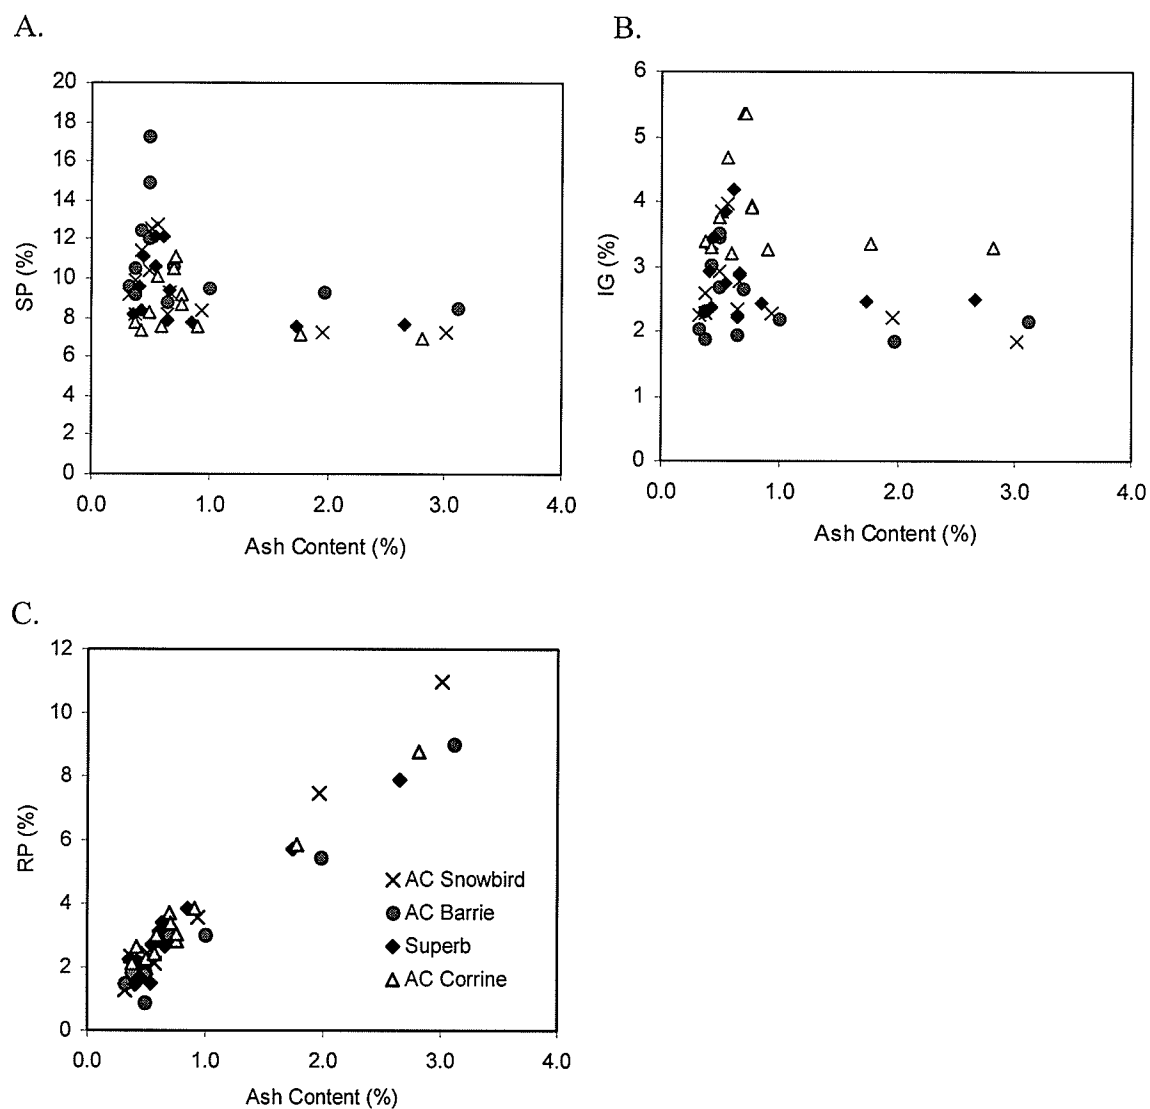 A.
20
18
16
14
12
10
8
6
4
2
0
SP (%)
0.0 1.0 2.0 3.0 4.0
Ash Content (%)
B.
6
5
4
3
2
1
0
IG (%)
0.0 1.0 2.0 3.0 4.0
Ash Content (%)
C.
12
10
8
6
4
2
0
RP (%)
AC Snowbird
AC Barrie
Superb
AC Corrine
0.0 1.0 2.0 3.0 4.0
Ash Content (%)